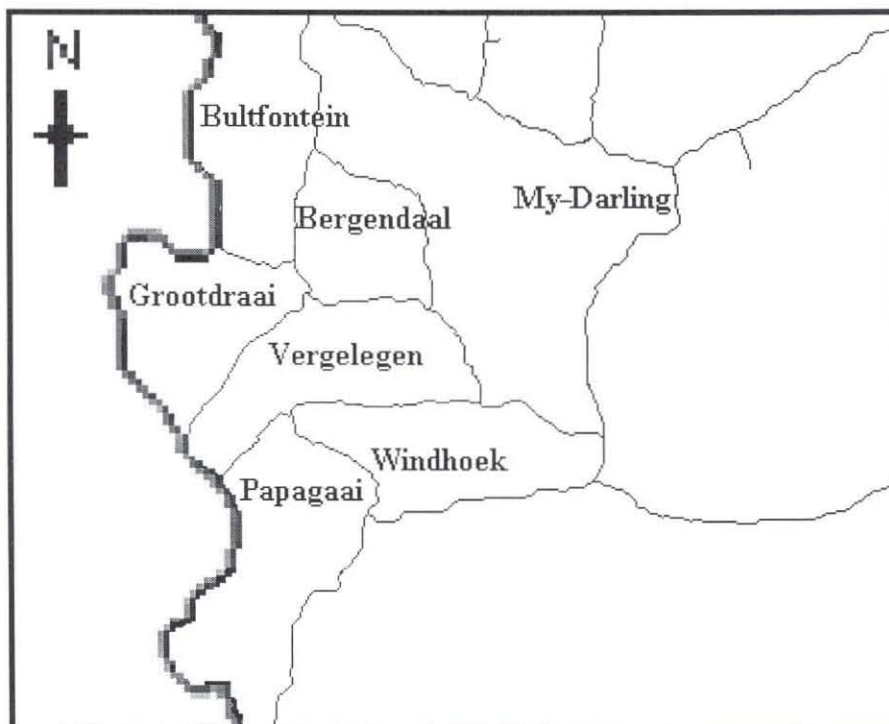 N
Bultfontein
My-Darling
Bergendaal
Grootdraai
Vergelegen
Windhoek
Papagaai